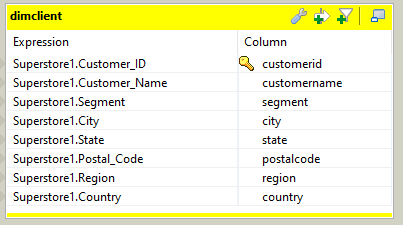 dimclient
Expression Column
Superstore1.Customer_ID customerid
Superstore1.Customer_Name customername
Superstore1.Segment segment
Superstore1.City city
Superstore1.State state
Superstore1.Postal_Code postalcode
Superstore1.Region region
Superstore1.Country country